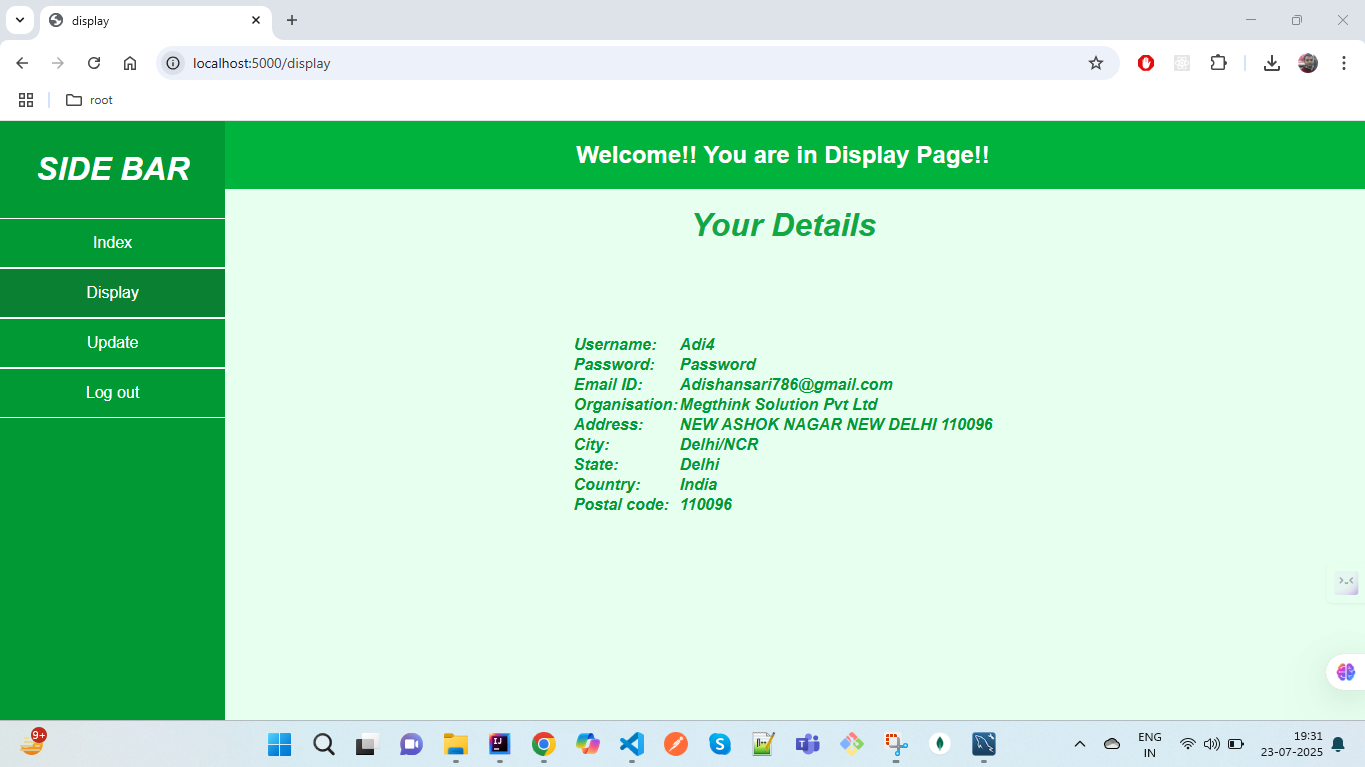 display
localhost:5000/display
root
SIDE BAR
Index
Display
Update
Log out
Welcome!! You are in Display Page!!
Your Details
Username: Adi4
Password: Password
Email ID: Adishansari786@gmail.com
Organisation: Megthink Solution Pvt Ltd
Address: NEW ASHOK NAGAR NEW DELHI 110096
City: Delhi/NCR
State: Delhi
Country: India
Postal code: 110096
9+
ENG
IN
19:31
23-07-2025